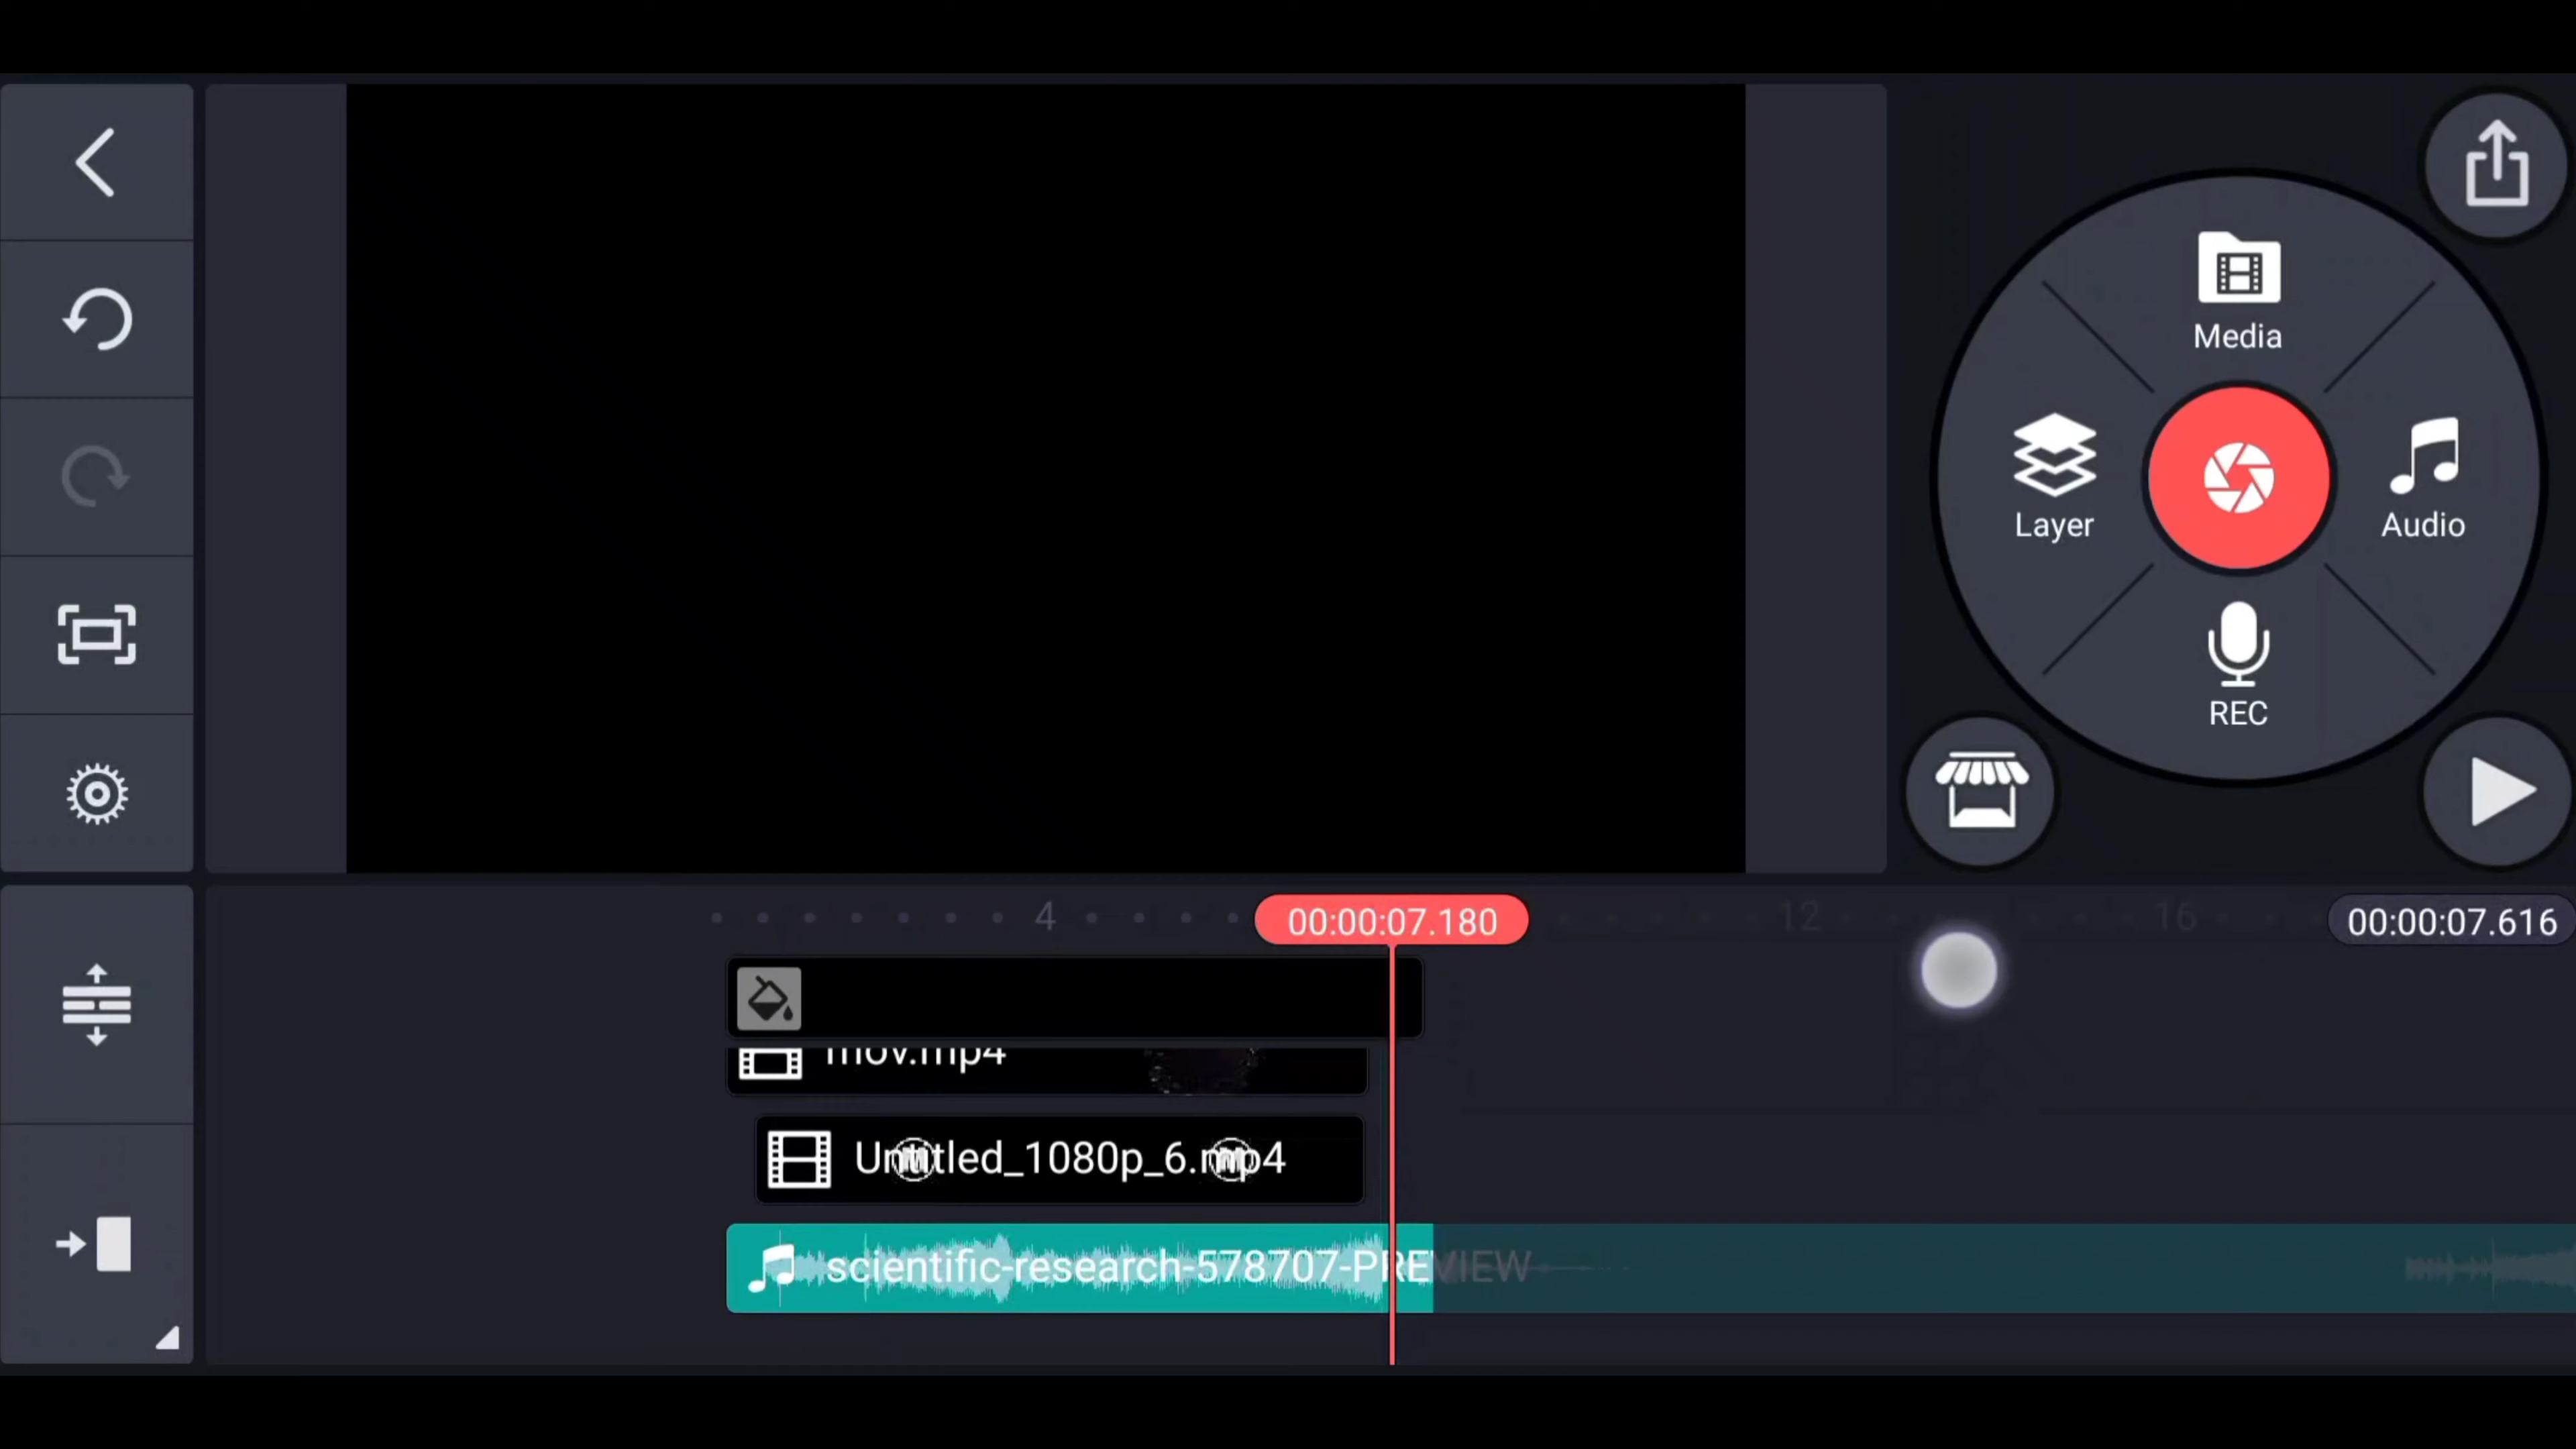 Media
Layer
Audio
REC
4
00:00:07.180
12
16
00:00:07.616
mov.mp4
Untitled_1080p_6.mp4
scientific-research-578707-PREVIEW